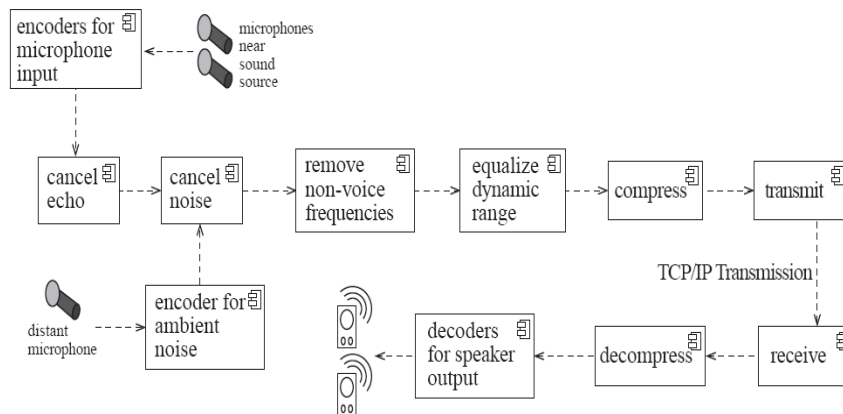 encoders for
microphone
input
microphones
near
sound
source
cancel
echo
cancel
noise
remove
non-voice
frequencies
equalize
dynamic
range
compress
transmit
TCP/IP Transmission
distant
microphone
encoder for
ambient
noise
decoders
for speaker
output
decompress
receive